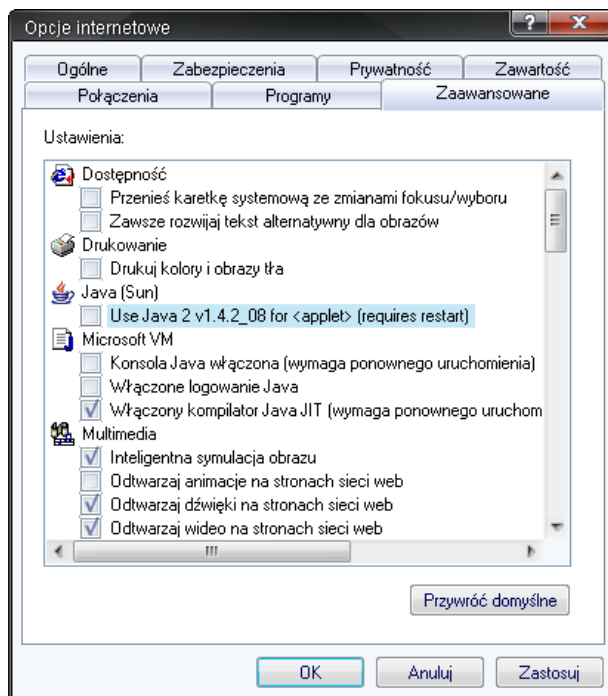 Opcje internetowe
Ogólne Zabezpieczenia Prywatność Zawartość
Połączenia Programy Zaawansowane
Ustawienia:
Dostępność
Przenieś karetkę systemową ze zmianami fokusu/wyboru
Zawsze rozwijaj tekst alternatywny dla obrazów
Drukowanie
Drukuj kolory i obrazy tła
Java (Sun)
Use Java 2 v1.4.2_08 for <applet> (requires restart)
Microsoft VM
Konsola Java włączona (wymaga ponownego uruchomienia)
Włączone logowanie Java
Włączony kompilator Java JIT (wymaga ponownego uruchom
Multimedia
Inteligentna symulacja obrazu
Odtwarzaj animacje na stronach sieci web
Odtwarzaj dźwięki na stronach sieci web
Odtwarzaj wideo na stronach sieci web
Przywróć domyślne
OK Anuluj Zastosuj